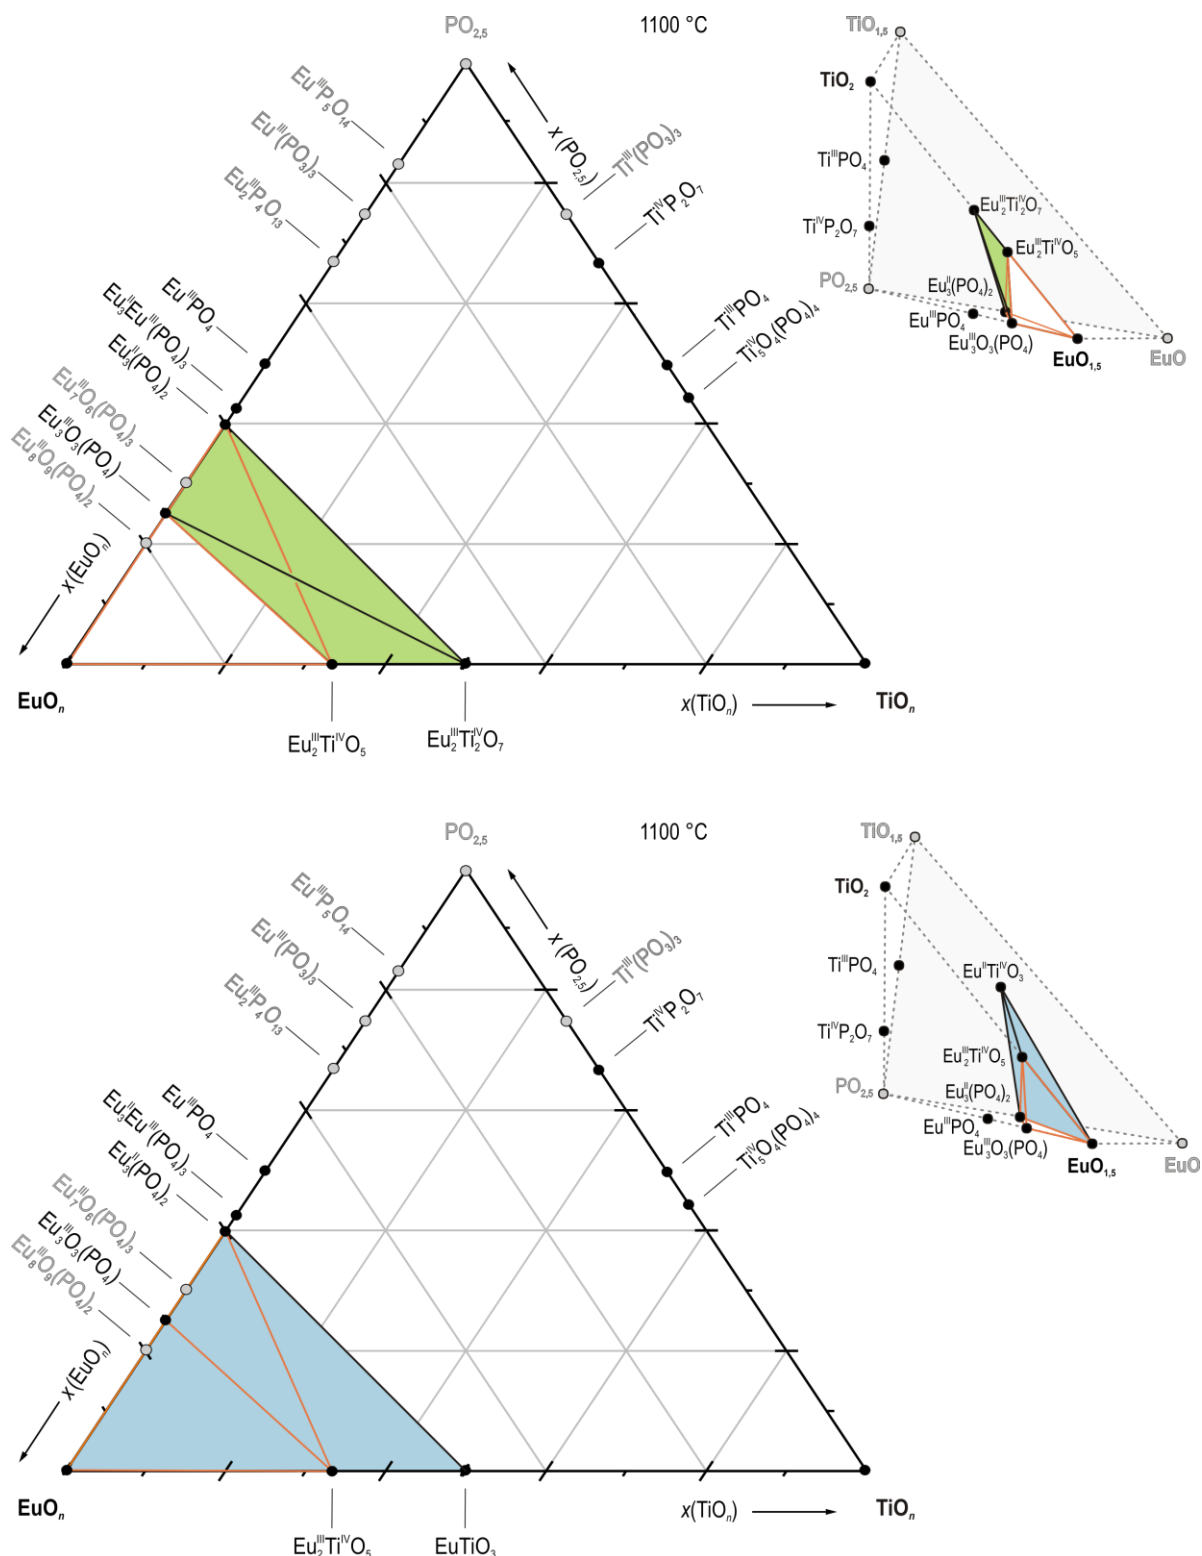 PO₂,₅
1100 °C
EuᴵᴵᴵP₅O₁₄
Euᴵᴵᴵ(PO₃)₃
Eu₂ᴵᴵᴵP₄O₁₃
EuᴵᴵᴵPO₄
Eu₃ᴵᴵEuᴵᴵᴵ(PO₄)₃
Eu₃ᴵᴵ(PO₄)₂
Eu₇ᴵᴵᴵO₆(PO₄)₃
Eu₃ᴵᴵᴵO₃(PO₄)
Eu₈ᴵᴵᴵO₉(PO₄)₂
x(EuOₙ)
x (PO₂,₅)
Tiᴵᴵᴵ(PO₃)₃
TiᴵⱽP₂O₇
TiᴵᴵᴵPO₄
Ti₅ᴵⱽO₄(PO₄)₄
EuOₙ
x(TiOₙ)
TiOₙ
Eu₂ᴵᴵᴵTiᴵⱽO₅
Eu₂ᴵᴵᴵTi₂ᴵⱽO₇
TiO₁,₅
TiO₂
TiᴵᴵᴵPO₄
TiᴵⱽP₂O₇
Eu₂ᴵᴵᴵTi₂ᴵⱽO₇
Eu₂ᴵᴵᴵTiᴵⱽO₅
PO₂,₅
Eu₃ᴵᴵ(PO₄)₂
EuᴵᴵᴵPO₄
Eu₃ᴵᴵᴵO₃(PO₄)
EuO₁,₅
EuO
PO₂,₅
1100 °C
EuᴵᴵᴵP₅O₁₄
Euᴵᴵᴵ(PO₃)₃
Eu₂ᴵᴵᴵP₄O₁₃
EuᴵᴵᴵPO₄
Eu₃ᴵᴵEuᴵᴵᴵ(PO₄)₃
Eu₃ᴵᴵ(PO₄)₂
Eu₇ᴵᴵᴵO₆(PO₄)₃
Eu₃ᴵᴵᴵO₃(PO₄)
Eu₈ᴵᴵᴵO₉(PO₄)₂
x(EuOₙ)
x (PO₂,₅)
Tiᴵᴵᴵ(PO₃)₃
TiᴵⱽP₂O₇
TiᴵᴵᴵPO₄
Ti₅ᴵⱽO₄(PO₄)₄
EuOₙ
x(TiOₙ)
TiOₙ
Eu₂ᴵᴵᴵTiᴵⱽO₅
EuTiO₃
TiO₁,₅
TiO₂
TiᴵᴵᴵPO₄
EuᴵᴵTiᴵⱽO₃
TiᴵⱽP₂O₇
Eu₂ᴵᴵᴵTiᴵⱽO₅
PO₂,₅
Eu₃ᴵᴵ(PO₄)₂
EuᴵᴵᴵPO₄
Eu₃ᴵᴵᴵO₃(PO₄)
EuO₁,₅
EuO